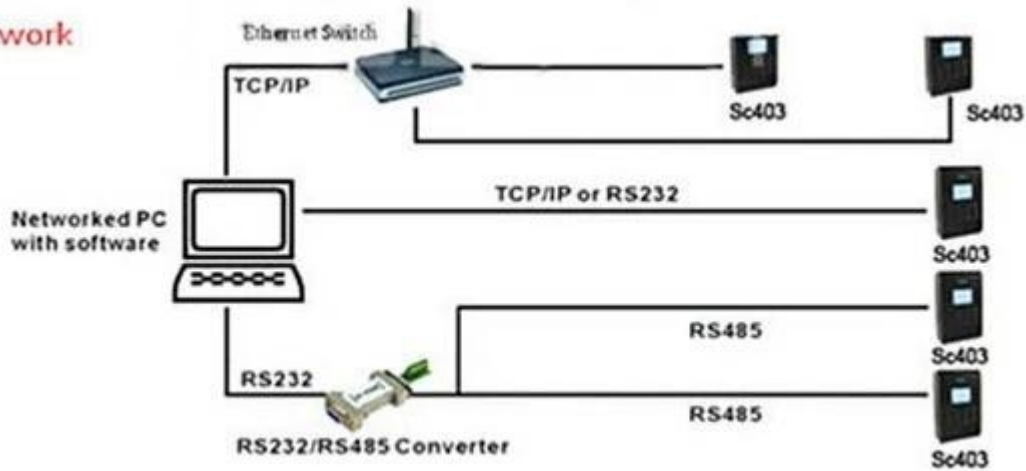 work
Ethernet Switch
TCP/IP
Sc403
Sc403
TCP/IP or RS232
Networked PC
with software
Sc403
RS485
Sc403
RS232
RS485
RS232/RS485 Converter
Sc403